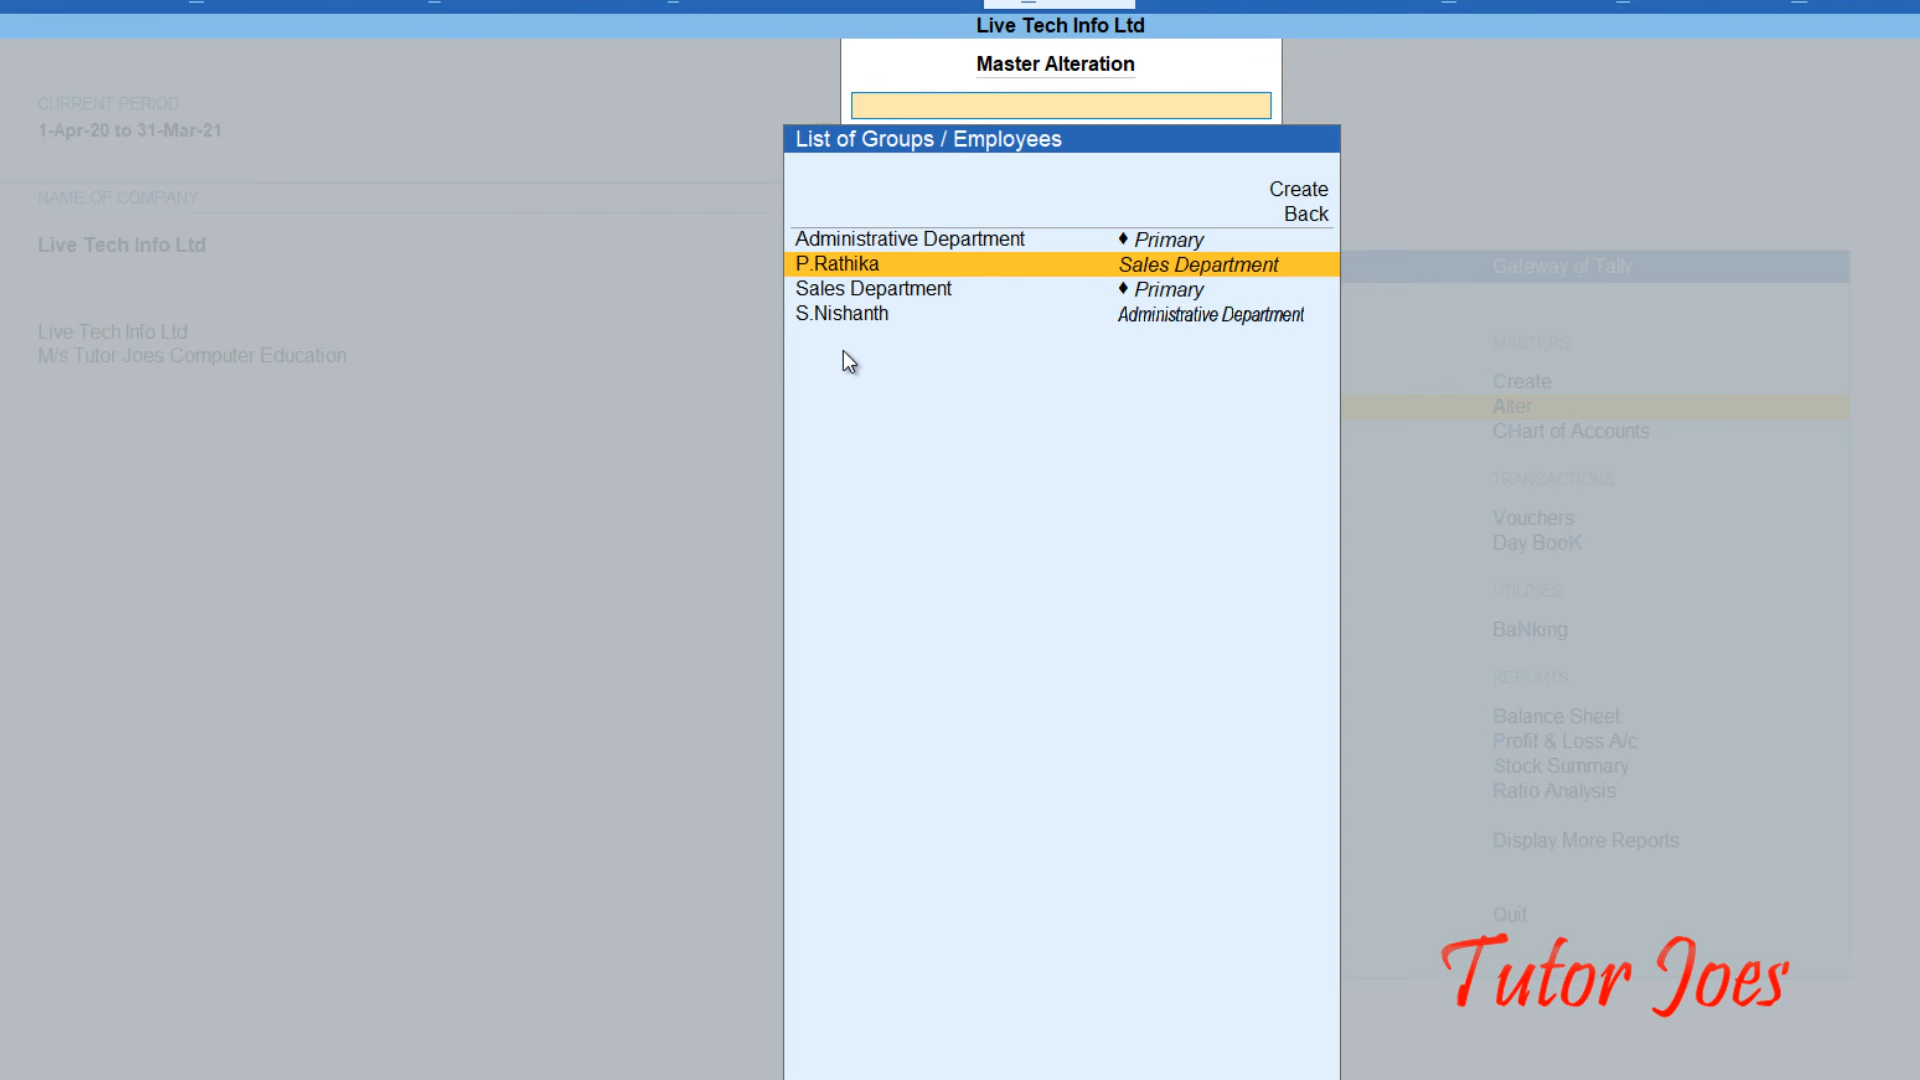 Live Tech Info Ltd
Master Alteration
CURRENT PERIOD
1-Apr-20 to 31-Mar-21
NAME OF COMPANY
Live Tech Info Ltd
Live Tech Info Ltd
M/s Tutor Joes Computer Education
List of Groups / Employees
Create
Back
Administrative Department ♦ Primary
P.Rathika Sales Department
Sales Department ♦ Primary
S.Nishanth Administrative Department
Gateway of Tally
MASTERS
Create
Alter
CHart of Accounts
TRANSACTIONS
Vouchers
Day BooK
UTILITIES
BaNking
REPORTS
Balance Sheet
Profit & Loss A/c
Stock Summary
Ratio Analysis
Display More Reports
Quit
Tutor Joes